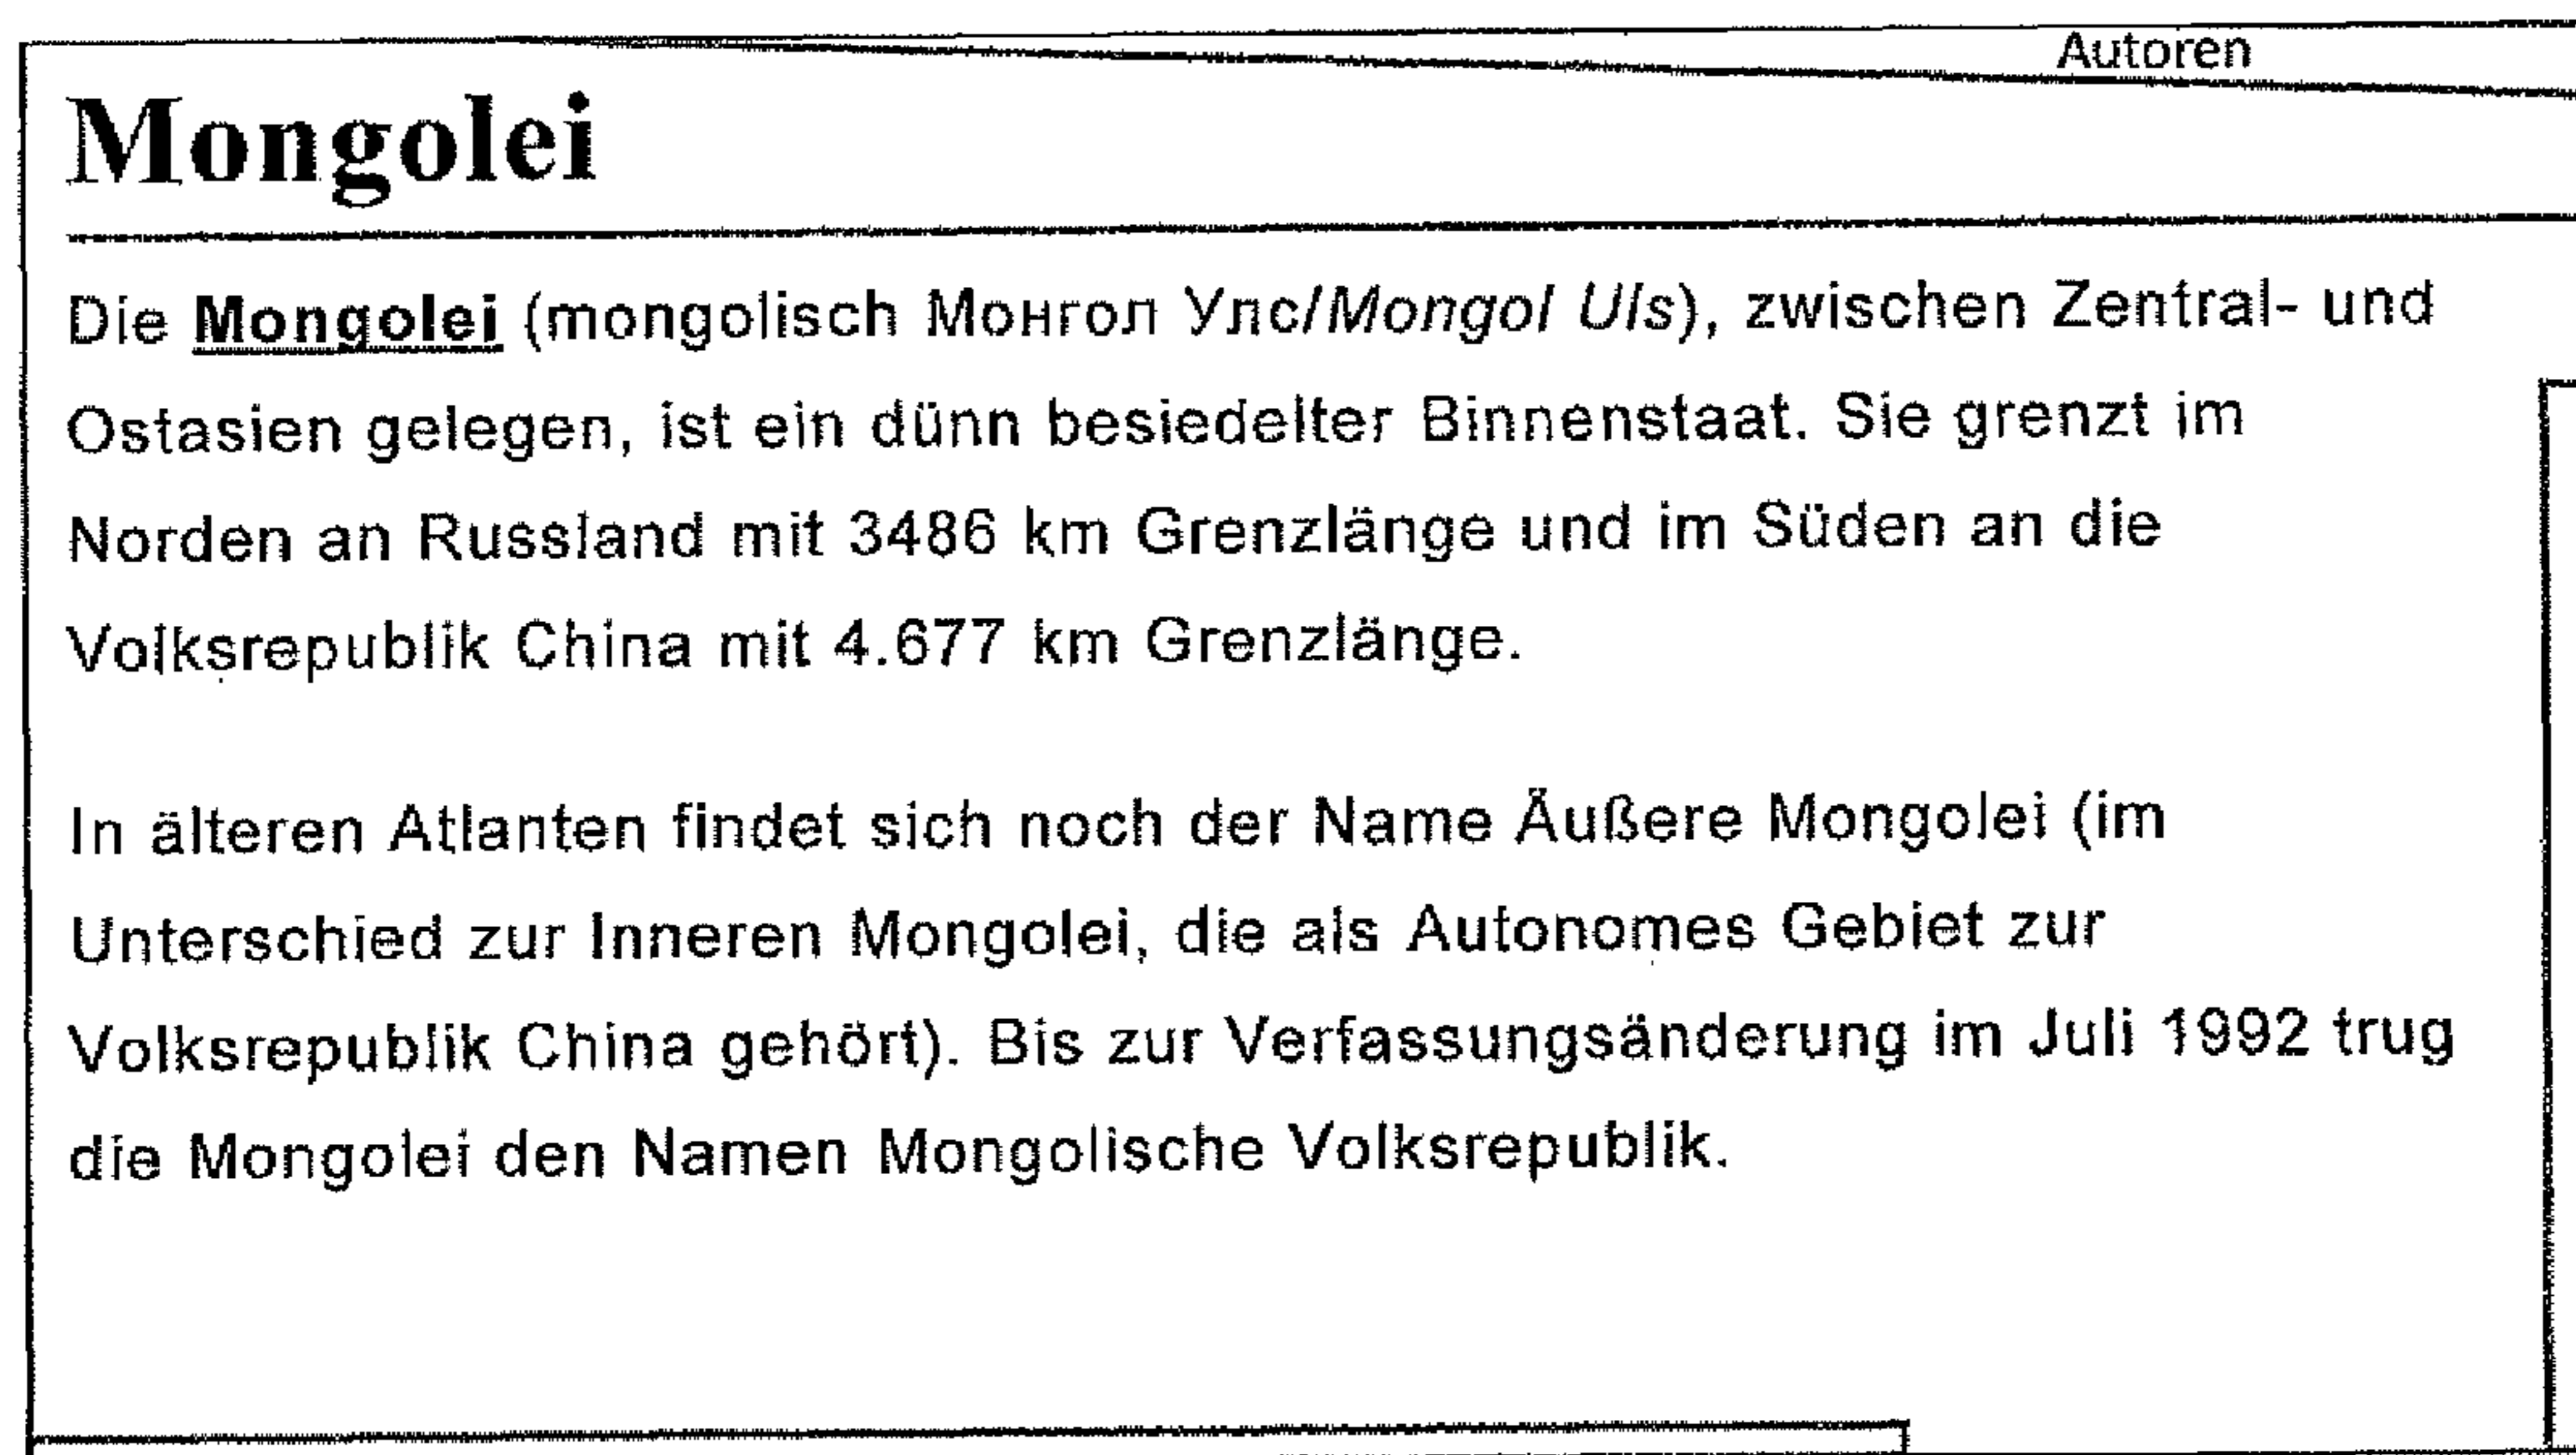 Autoren
Mongolei
Die Mongolei (mongolisch Монгол Улс/Mongol Uls), zwischen Zentral- und
Ostasien gelegen, ist ein dünn besiedelter Binnenstaat. Sie grenzt im
Norden an Russland mit 3486 km Grenzlänge und im Süden an die
Volksrepublik China mit 4.677 km Grenzlänge.
In älteren Atlanten findet sich noch der Name Äußere Mongolei (im
Unterschied zur Inneren Mongolei, die als Autonomes Gebiet zur
Volksrepublik China gehört). Bis zur Verfassungsänderung im Juli 1992 trug
die Mongolei den Namen Mongolische Volksrepublik.